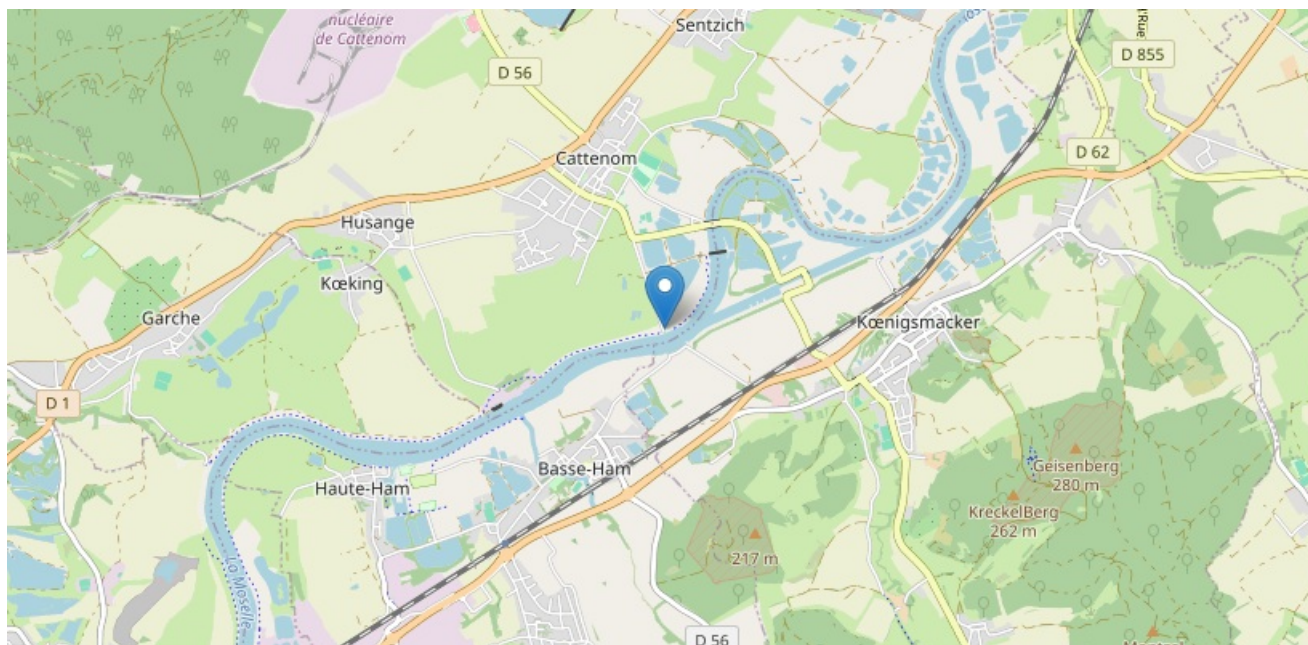 nucléaire
de Cattenom
Sentzich
D 56
D 855
Cattenom
D 62
Husange
Kœking
Garche
Kœnigsmacker
D 1
Basse-Ham
Haute-Ham
Geisenberg
280 m
KreckelBerg
262 m
217 m
La Moselle
D 56